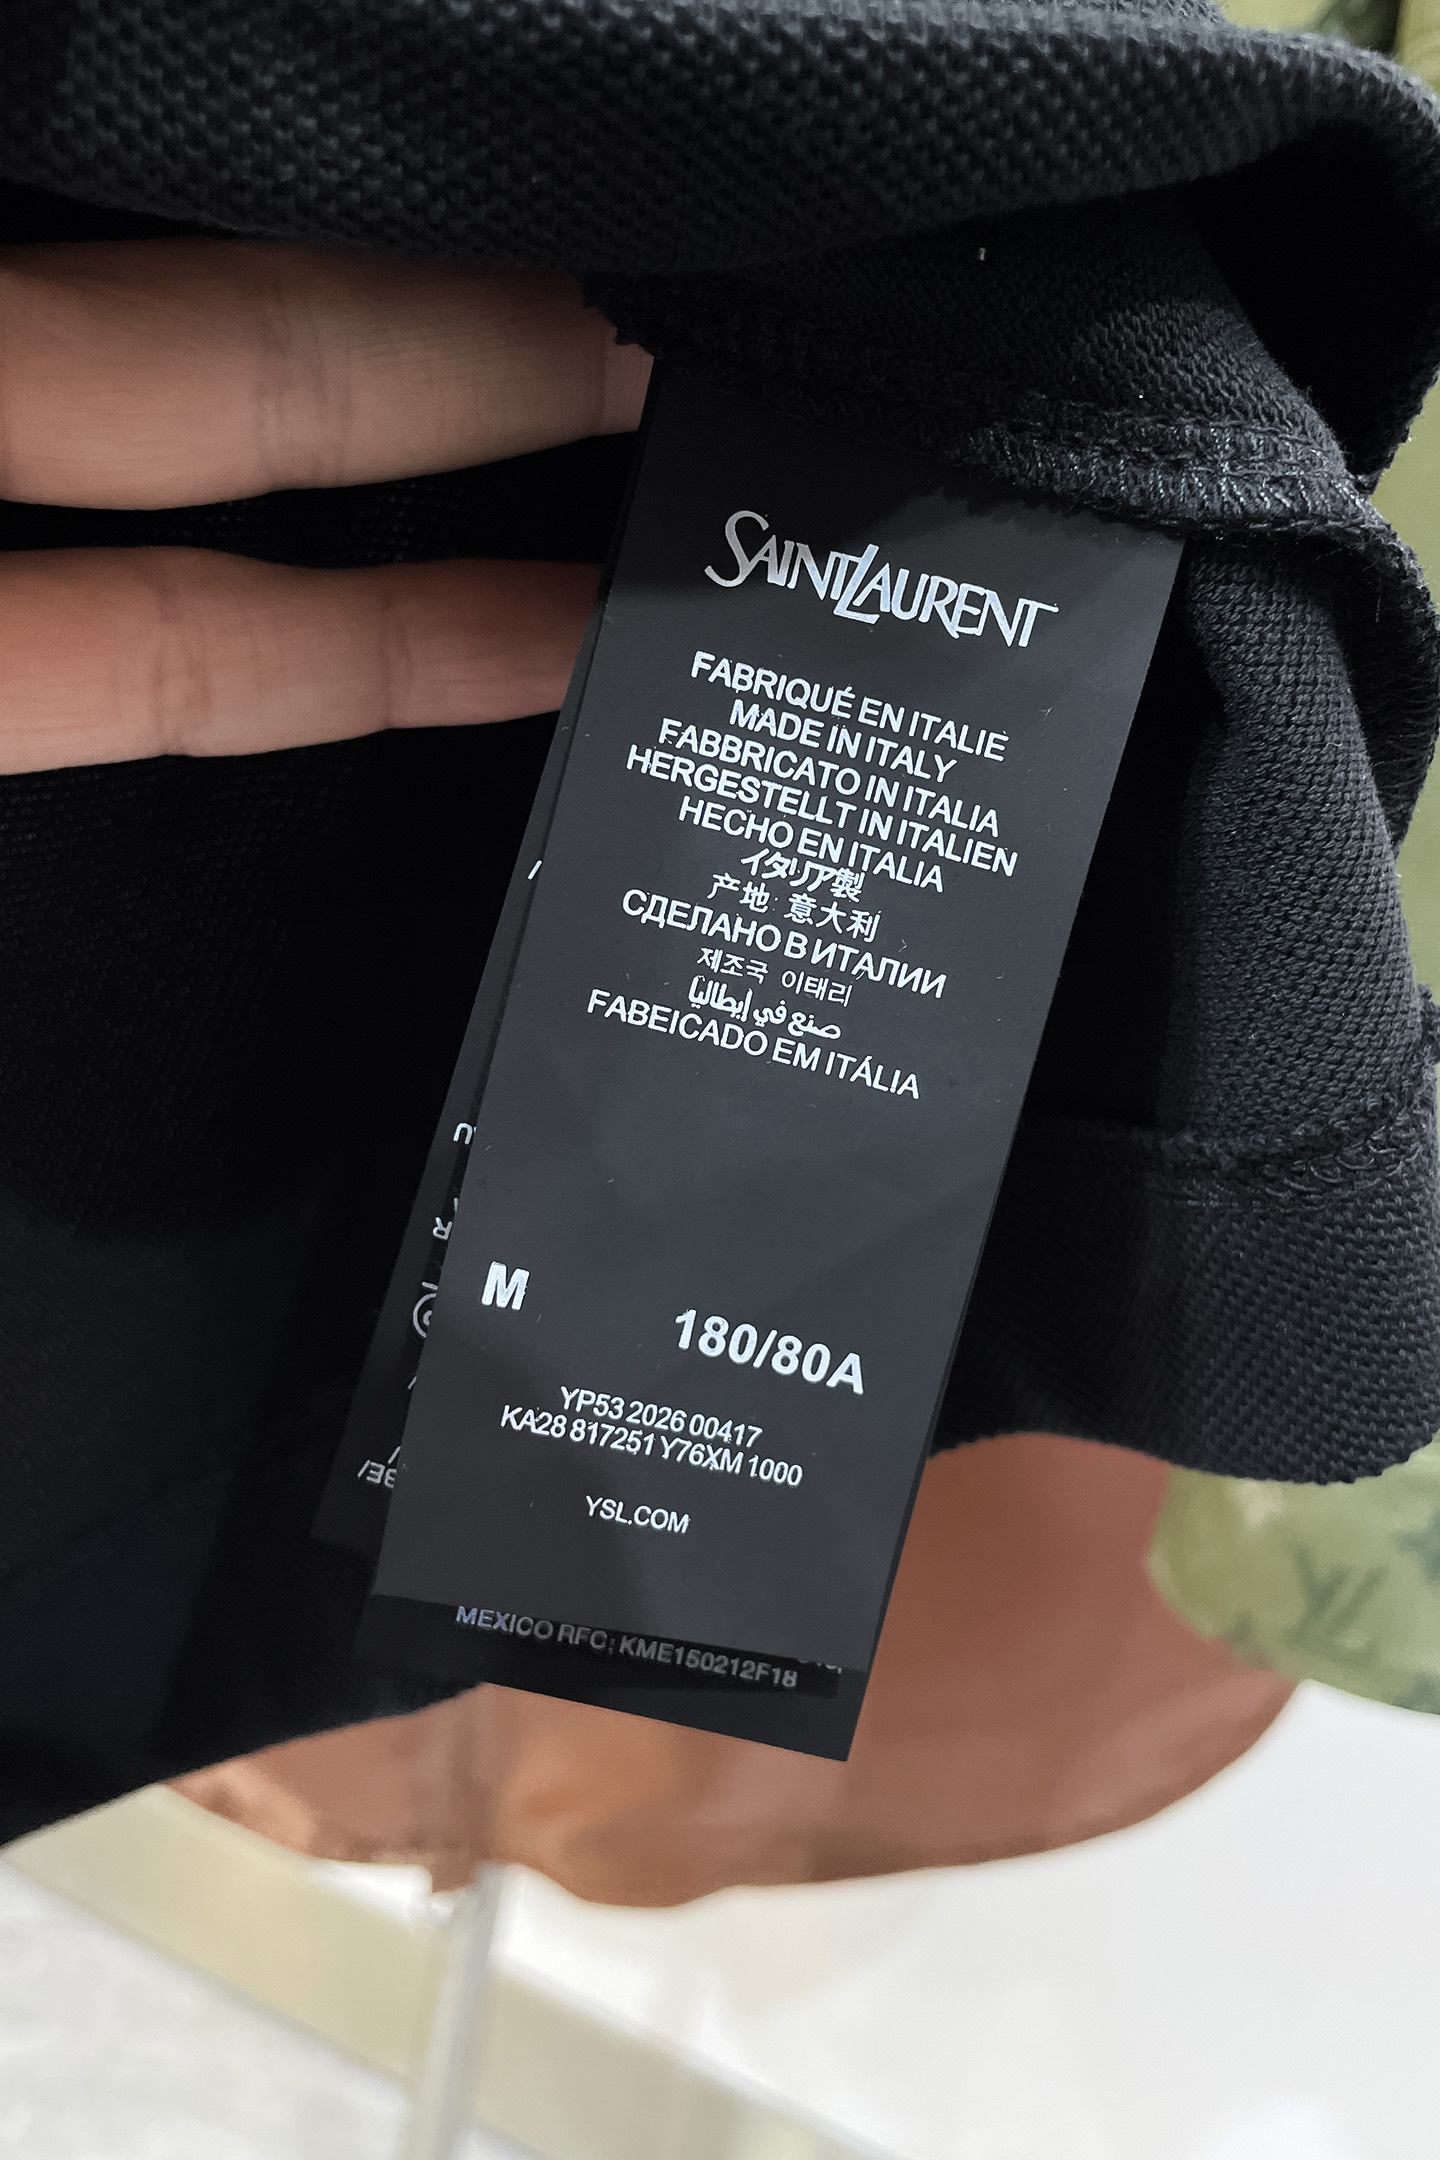 SAINT LAURENT
FABRIQUÉ EN ITALIE
MADE IN ITALY
FABBRICATO IN ITALIA
HERGESTELLT IN ITALIEN
HECHO EN ITALIA
イタリア製
产地: 意大利
СДЕЛАНО В ИТАЛИИ
제조국 이태리
صنع في إيطاليا
FABEICADO EM ITÁLIA
M 180/80A
YP53 2026 00417
KA28 817251 Y76XM 1000
YSL.COM
MEXICO RFC: KME150212F18